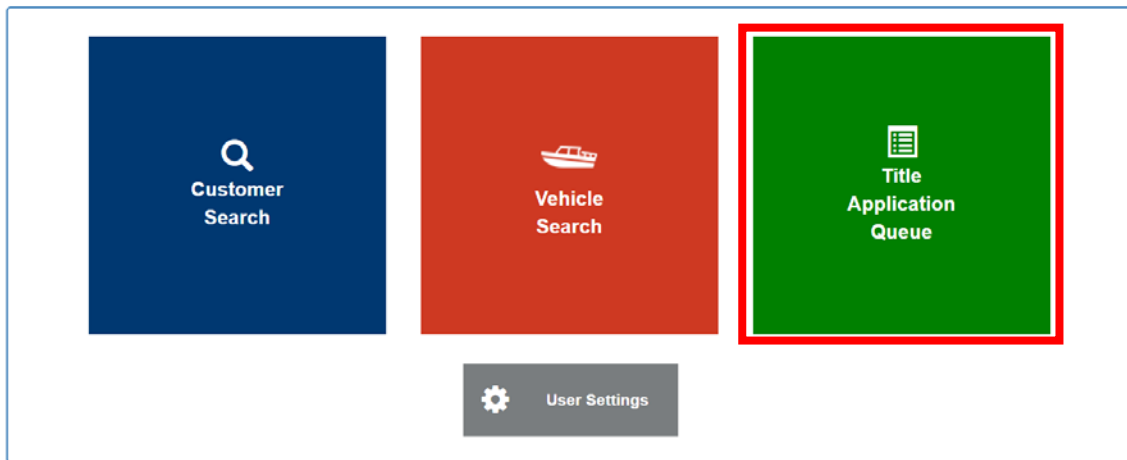 Customer
Search
Vehicle
Search
Title
Application
Queue
User Settings